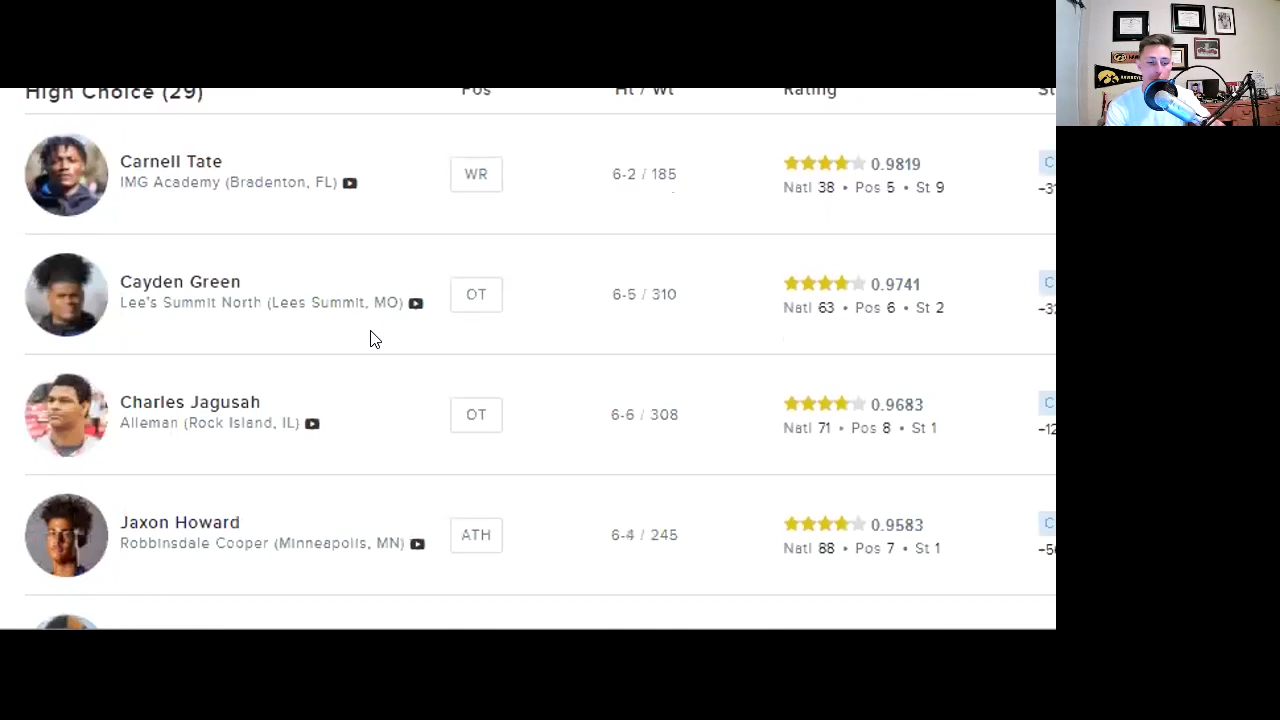 High Choice (29) Pos Ht / Wt Rating St
Carnell Tate
IMG Academy (Bradenton, FL)
WR
6-2 / 185
0.9819
Natl 38 • Pos 5 • St 9
Cayden Green
Lee's Summit North (Lees Summit, MO)
OT
6-5 / 310
0.9741
Natl 63 • Pos 6 • St 2
Charles Jagusah
Alleman (Rock Island, IL)
OT
6-6 / 308
0.9683
Natl 71 • Pos 8 • St 1
Jaxon Howard
Robbinsdale Cooper (Minneapolis, MN)
ATH
6-4 / 245
0.9583
Natl 88 • Pos 7 • St 1